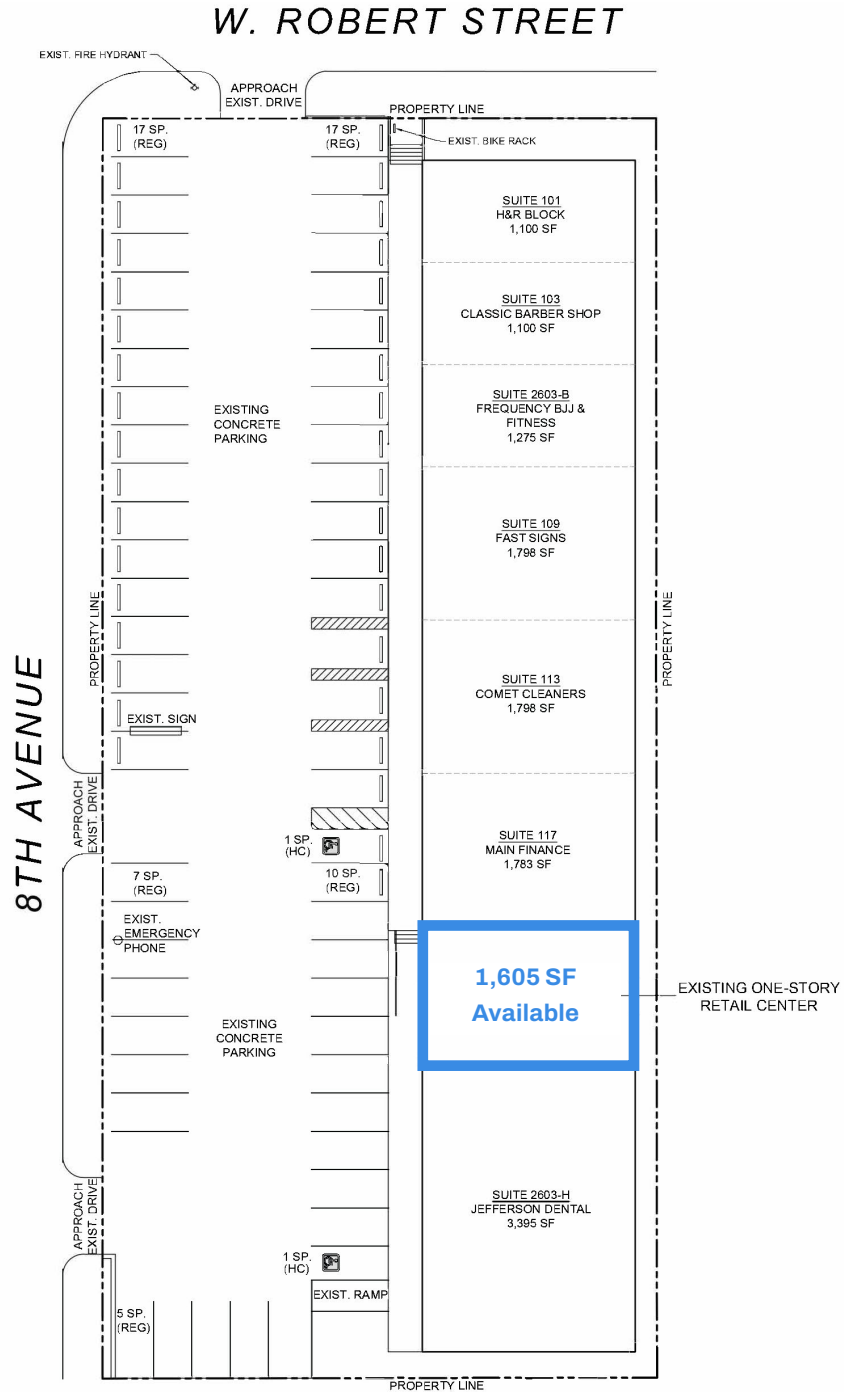 W. ROBERT STREET
EXIST. FIRE HYDRANT
APPROACH
EXIST. DRIVE
PROPERTY LINE
17 SP.
(REG)
17 SP.
(REG)
EXIST. BIKE RACK
SUITE 101
H&R BLOCK
1,100 SF
SUITE 103
CLASSIC BARBER SHOP
1,100 SF
SUITE 2603-B
FREQUENCY BJJ &
FITNESS
1,275 SF
EXISTING
CONCRETE
PARKING
SUITE 109
FAST SIGNS
1,798 SF
PROPERTY LINE
PROPERTY LINE
8TH AVENUE
SUITE 113
COMET CLEANERS
1,798 SF
EXIST. SIGN
APPROACH
EXIST. DRIVE
1 SP.
(HC)
SUITE 117
MAIN FINANCE
1,783 SF
7 SP.
(REG)
10 SP.
(REG)
EXIST.
EMERGENCY
PHONE
1,605 SF
Available
EXISTING ONE-STORY
RETAIL CENTER
EXISTING
CONCRETE
PARKING
SUITE 2603-H
JEFFERSON DENTAL
3,395 SF
APPROACH
EXIST. DRIVE
1 SP.
(HC)
EXIST. RAMP
5 SP.
(REG)
PROPERTY LINE